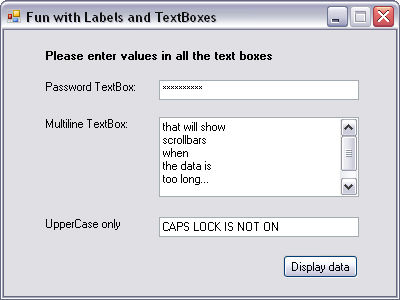 Fun with Labels and TextBoxes
Please enter values in all the text boxes
Password TextBox: **********
Multiline TextBox:
that will show
scrollbars
when
the data is
too long...
UpperCase only CAPS LOCK IS NOT ON
Display data